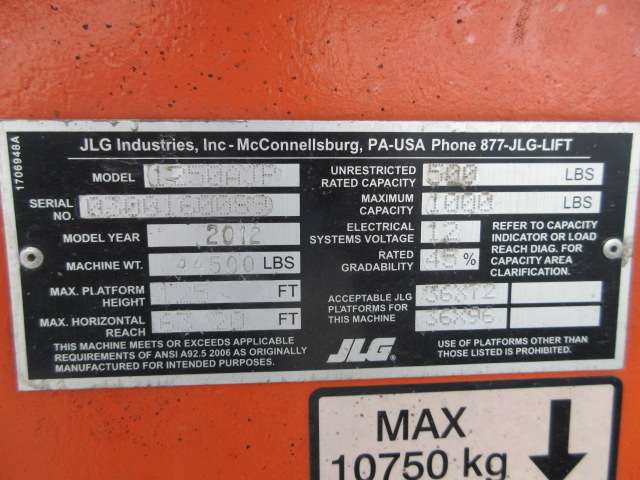 1706948A
JLG Industries, Inc - McConnellsburg, PA-USA Phone 877-JLG-LIFT
MODEL
SERIAL
NO.
MODEL YEAR 2012
MACHINE WT. 44500 LBS
MAX. PLATFORM
HEIGHT FT
MAX. HORIZONTAL
REACH FT
THIS MACHINE MEETS OR EXCEEDS APPLICABLE
REQUIREMENTS OF ANSI A92.5 2006 AS ORIGINALLY
MANUFACTURED FOR INTENDED PURPOSES.
UNRESTRICTED
RATED CAPACITY 500 LBS
MAXIMUM
CAPACITY 1000 LBS
ELECTRICAL
SYSTEMS VOLTAGE 12
RATED
GRADABILITY %
REFER TO CAPACITY
INDICATOR OR LOAD
REACH DIAG. FOR
CAPACITY AREA
CLARIFICATION.
ACCEPTABLE JLG
PLATFORMS FOR
THIS MACHINE
36X72
36X96
JLG®
USE OF PLATFORMS OTHER THAN
THOSE LISTED IS PROHIBITED.
MAX
10750 kg